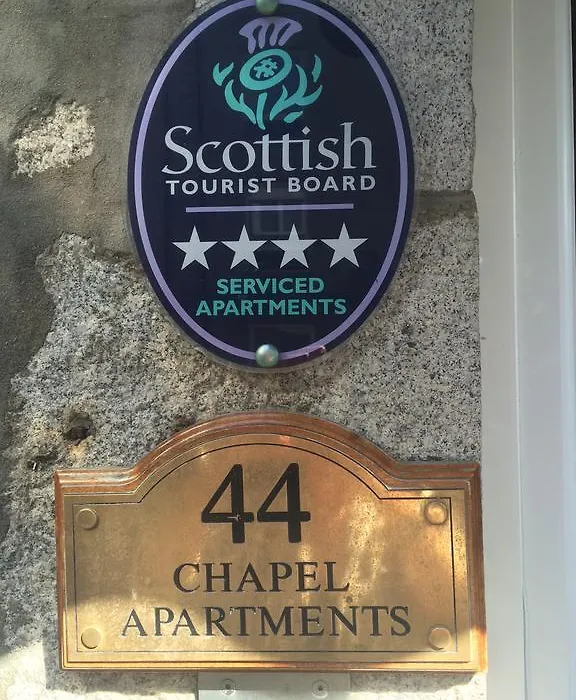 Scottish
TOURIST BOARD
SERVICED
APARTMENTS
44
CHAPEL
APARTMENTS